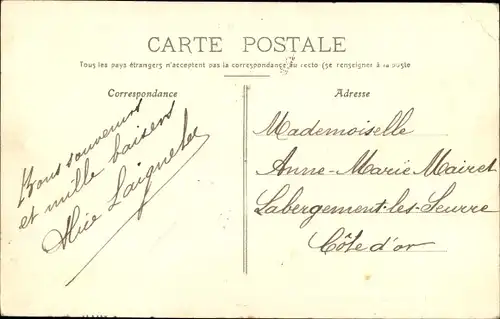 CARTE POSTALE
Tous les pays étrangers n'acceptent pas la correspondance au recto (Se renseigner à la poste
Correspondance
Bons souvenirs
et mille baisers
Alice Laignelet
Adresse
Mademoiselle
Anne-Marie Mairet
Labergement-les-Seurre
Côte d'or